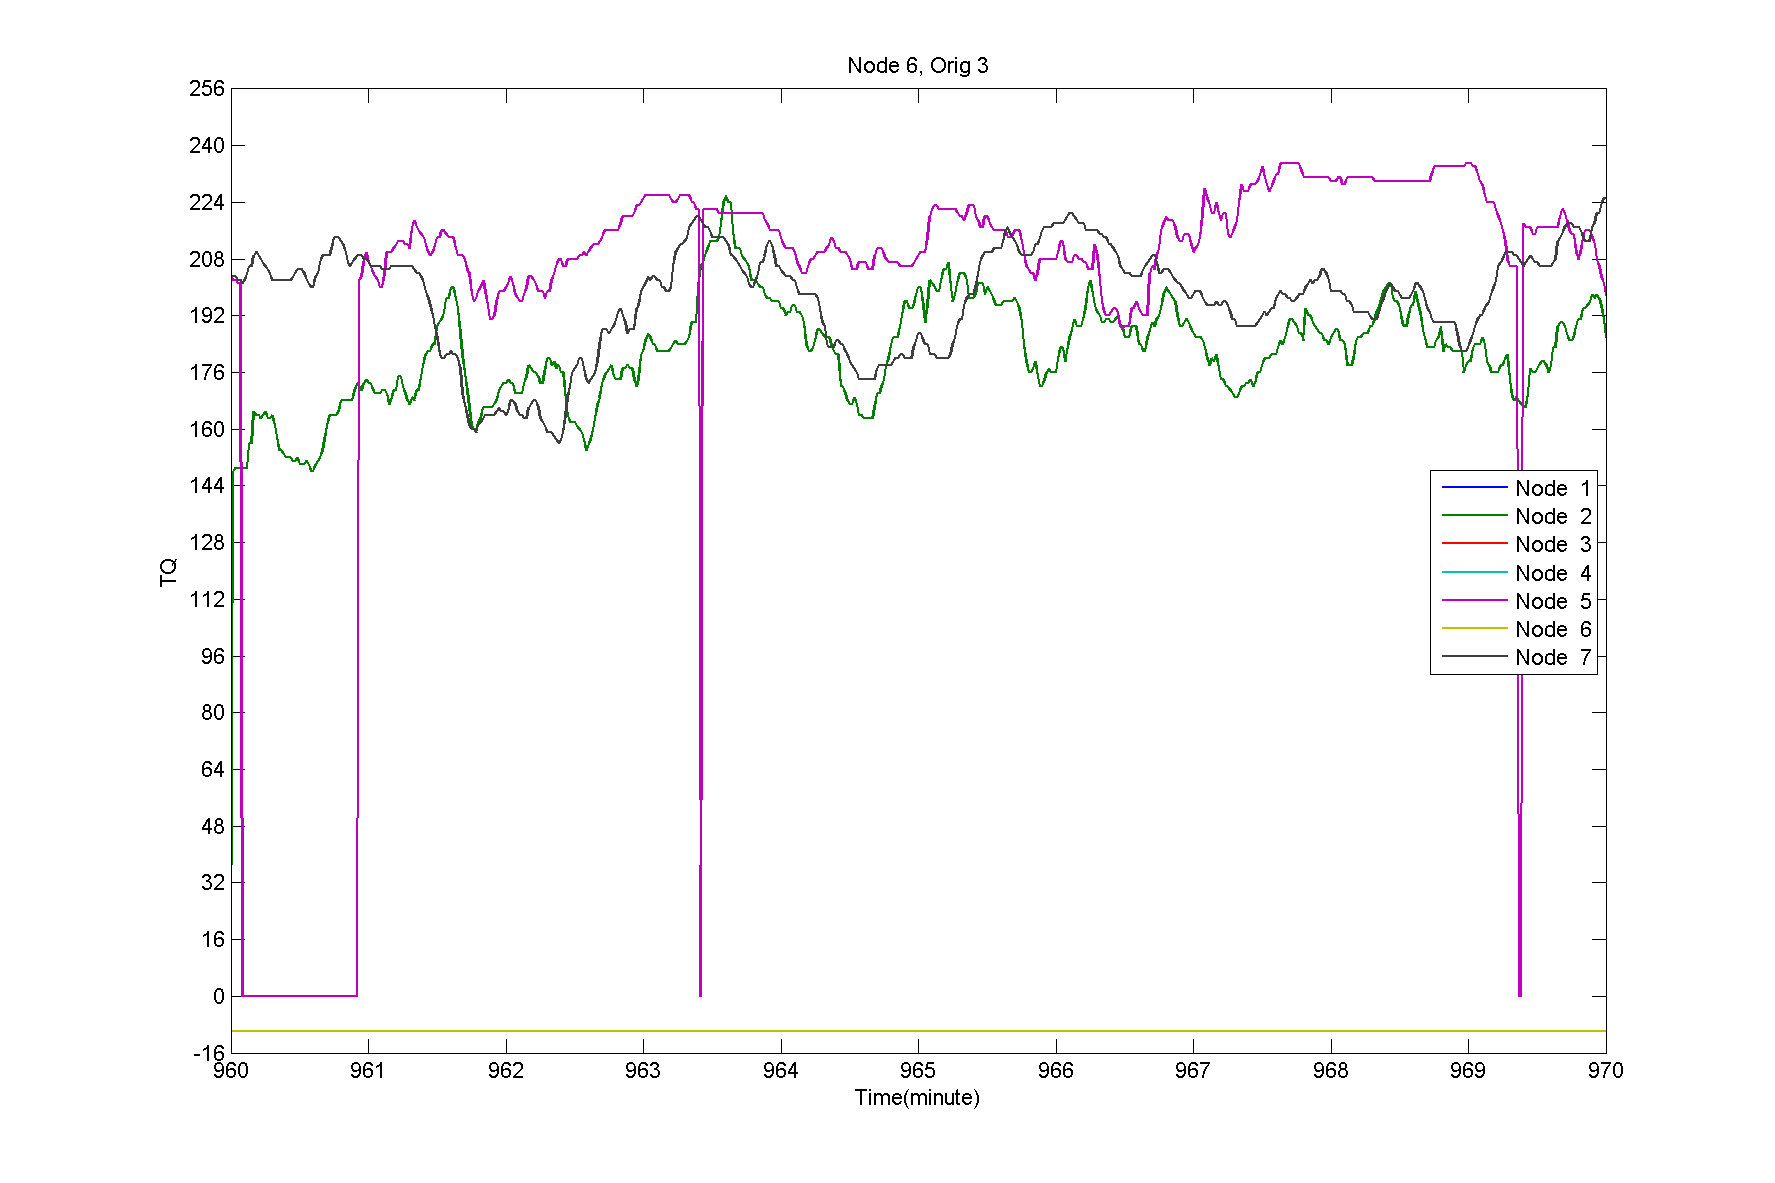 Node 6, Orig 3
256
240
224
208
192
176
160
144
128
112
96
80
64
48
32
16
0
-16
TQ
Node 1
Node 2
Node 3
Node 4
Node 5
Node 6
Node 7
960 961 962 963 964 965 966 967 968 969 970
Time(minute)